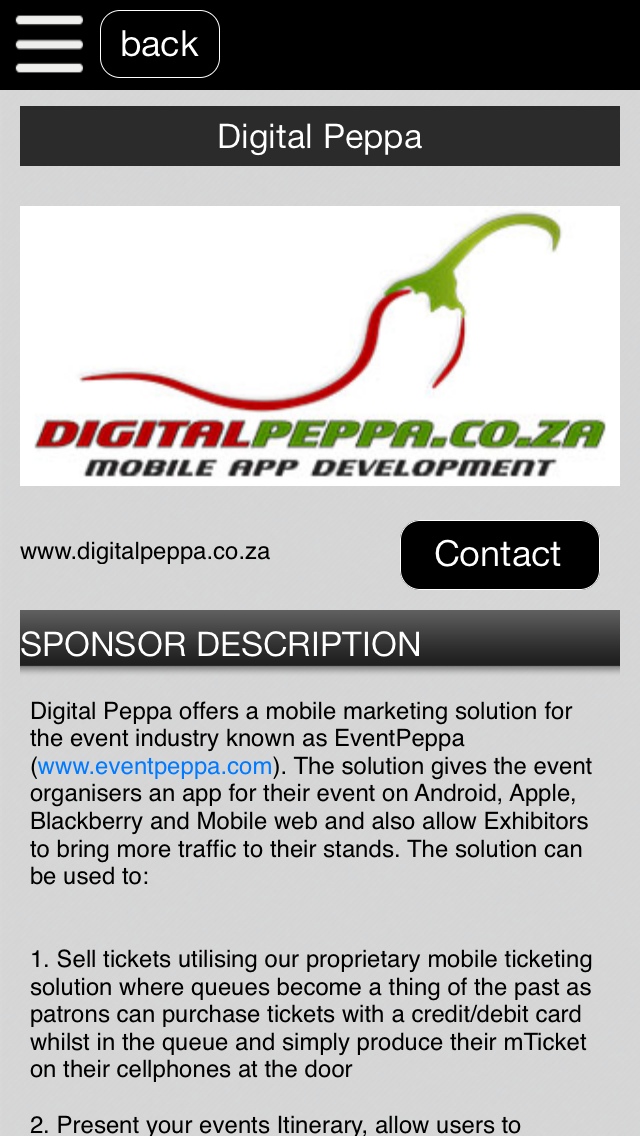 back
Digital Peppa
DIGITALPEPPA.CO.ZA
MOBILE APP DEVELOPMENT
www.digitalpeppa.co.za
Contact
SPONSOR DESCRIPTION
Digital Peppa offers a mobile marketing solution for
the event industry known as EventPeppa
(www.eventpeppa.com). The solution gives the event
organisers an app for their event on Android, Apple,
Blackberry and Mobile web and also allow Exhibitors
to bring more traffic to their stands. The solution can
be used to:
1. Sell tickets utilising our proprietary mobile ticketing
solution where queues become a thing of the past as
patrons can purchase tickets with a credit/debit card
whilst in the queue and simply produce their mTicket
on their cellphones at the door
2. Present your events Itinerary, allow users to